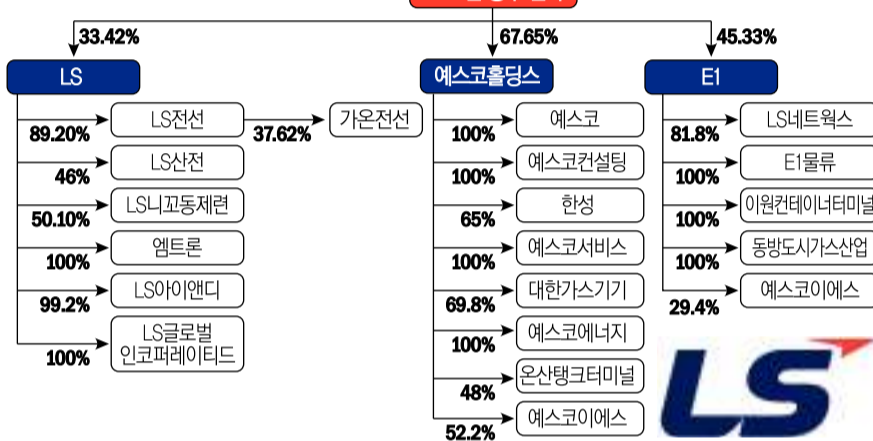 33.42%
67.65%
45.33%
LS
예스코홀딩스
E1
89.20%
LS전선
37.62%
가온전선
46%
LS산전
50.10%
LS니꼬동제련
100%
엠트론
99.2%
LS아이앤디
100%
LS글로벌
인코퍼레이티드
100%
예스코
100%
예스코컨설팅
65%
한성
100%
예스코서비스
69.8%
대한가스기기
100%
예스코에너지
48%
온산탱크터미널
52.2%
예스코이에스
81.8%
LS네트웍스
100%
E1물류
100%
이원컨테이너터미널
100%
동방도시가스산업
29.4%
예스코이에스
LS